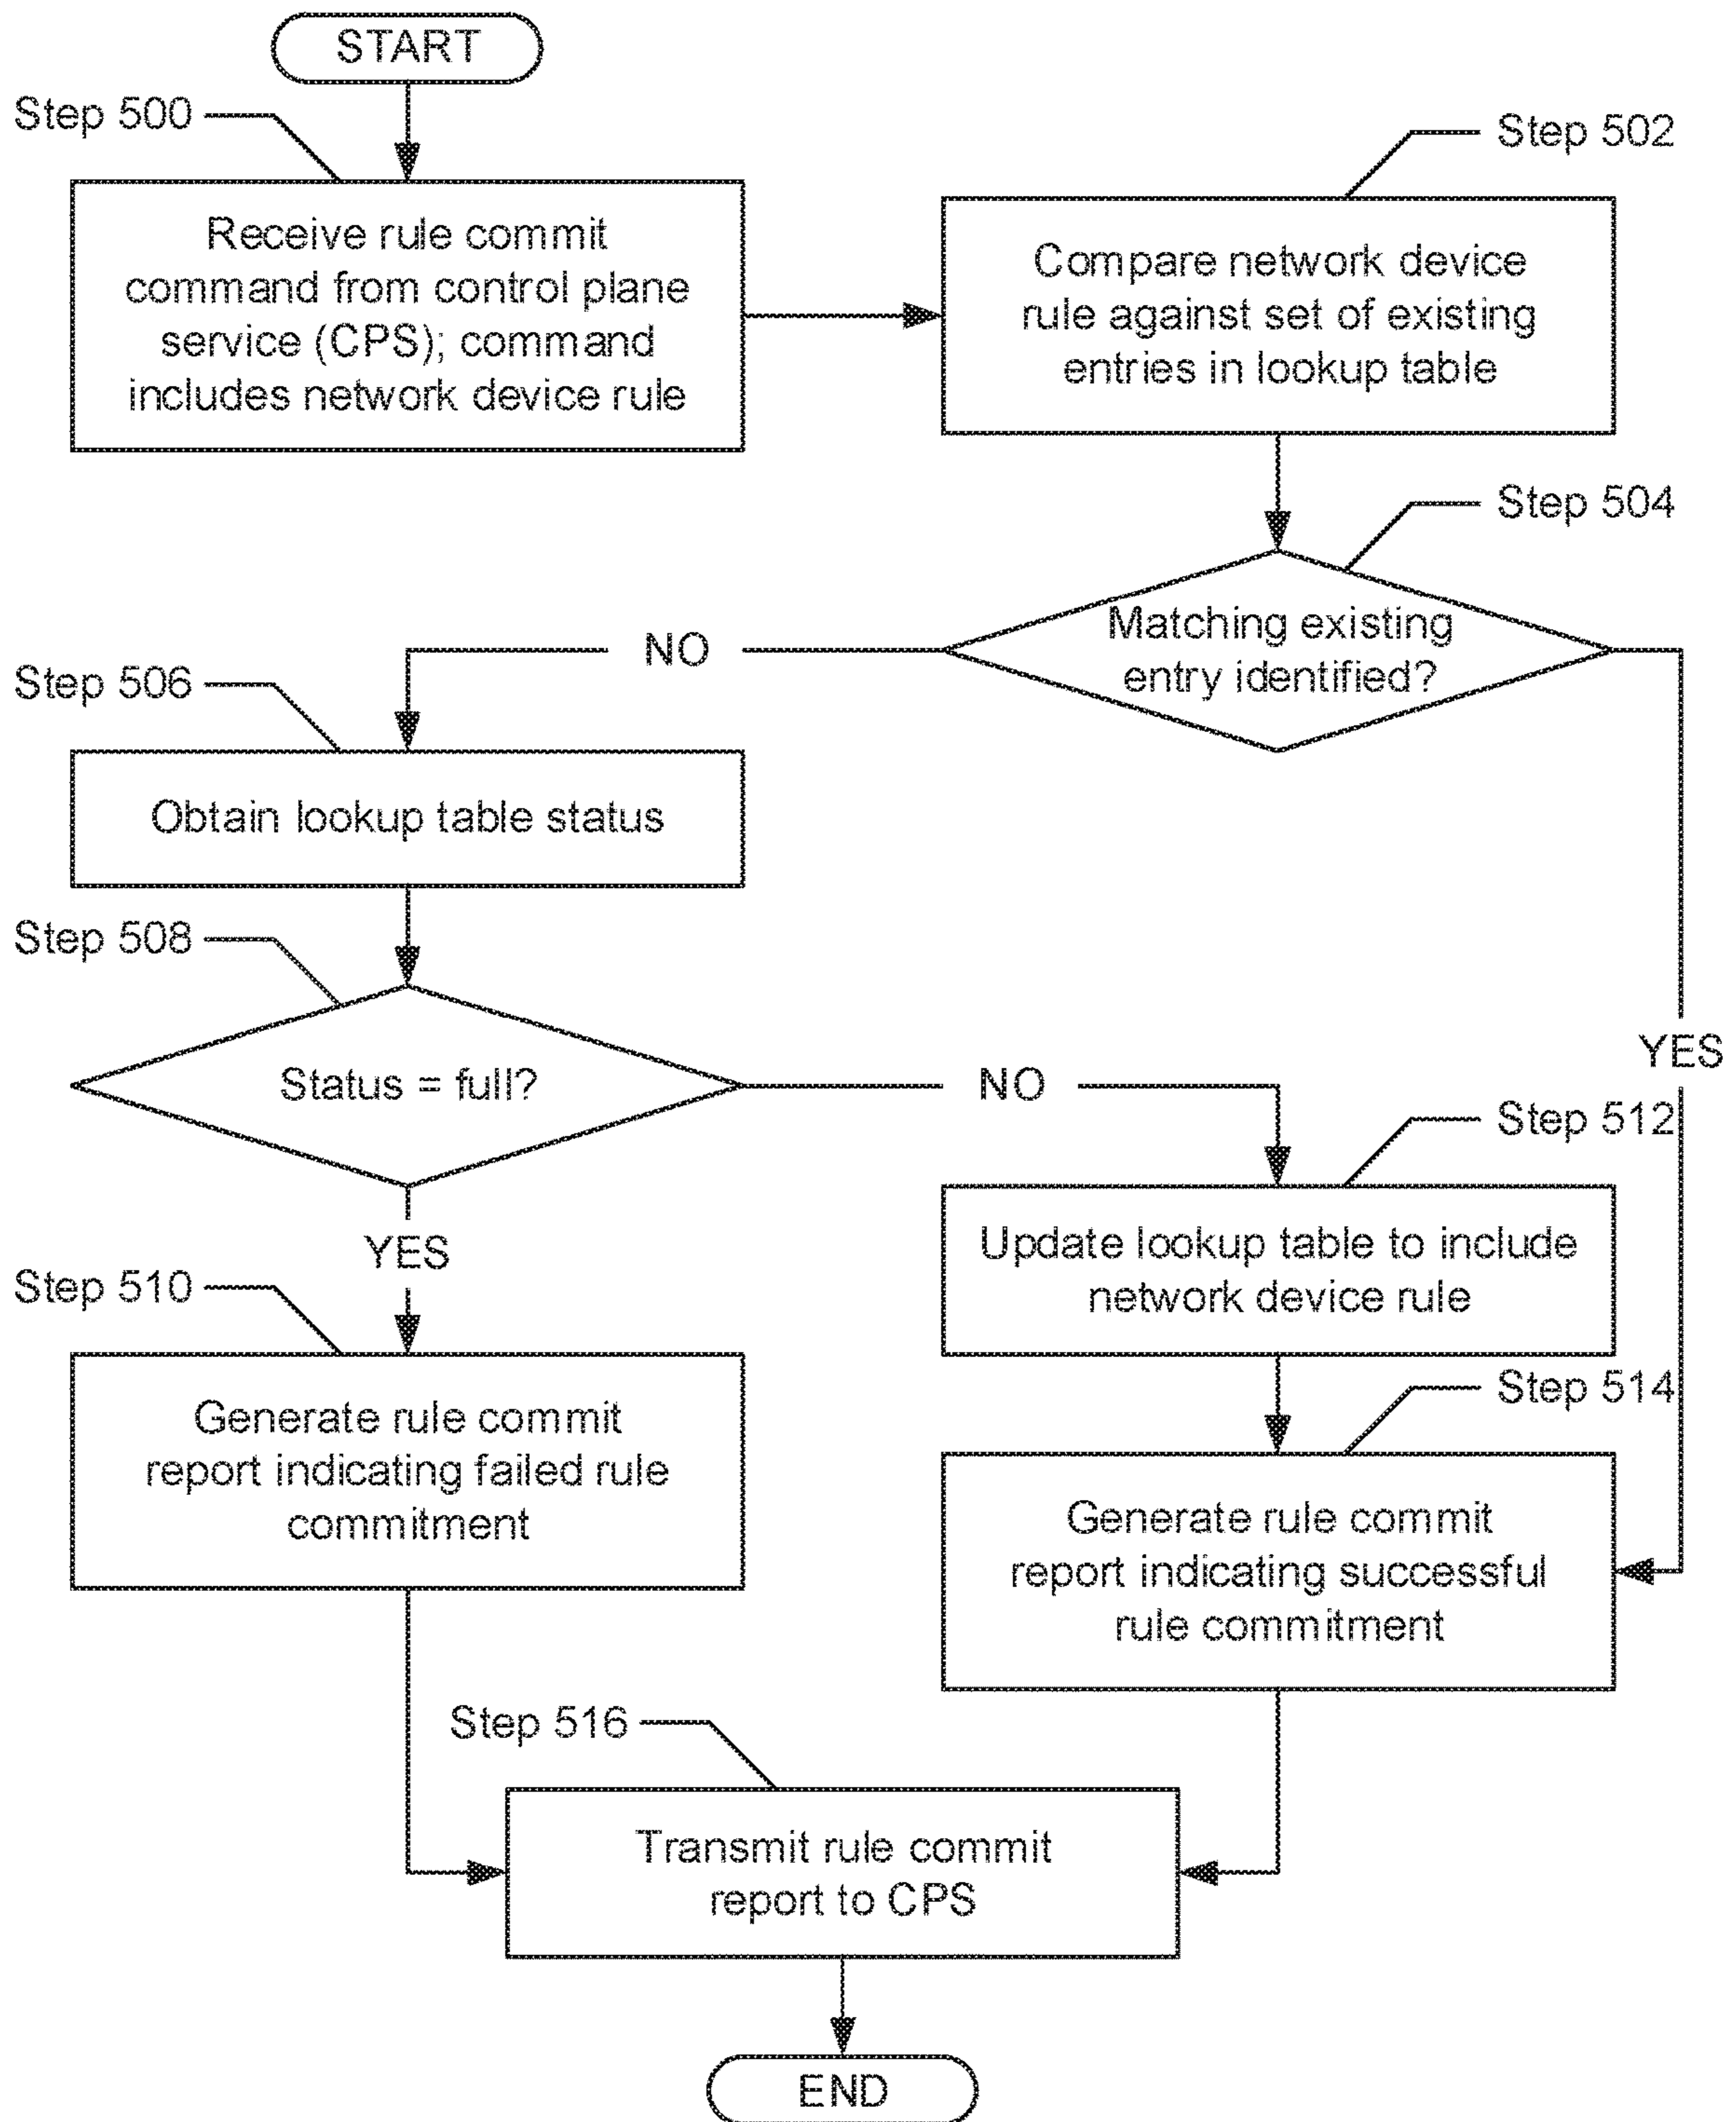 START
Step 500
Receive rule commit
command from control plane
service (CPS); command
includes network device rule
Step 502
Compare network device
rule against set of existing
entries in lookup table
Step 504
Matching existing
entry identified?
NO
YES
Step 506
Obtain lookup table status
Step 508
Status = full?
NO
YES
Step 512
Update lookup table to include
network device rule
Step 510
Generate rule commit
report indicating failed rule
commitment
Step 514
Generate rule commit
report indicating successful
rule commitment
Step 516
Transmit rule commit
report to CPS
END